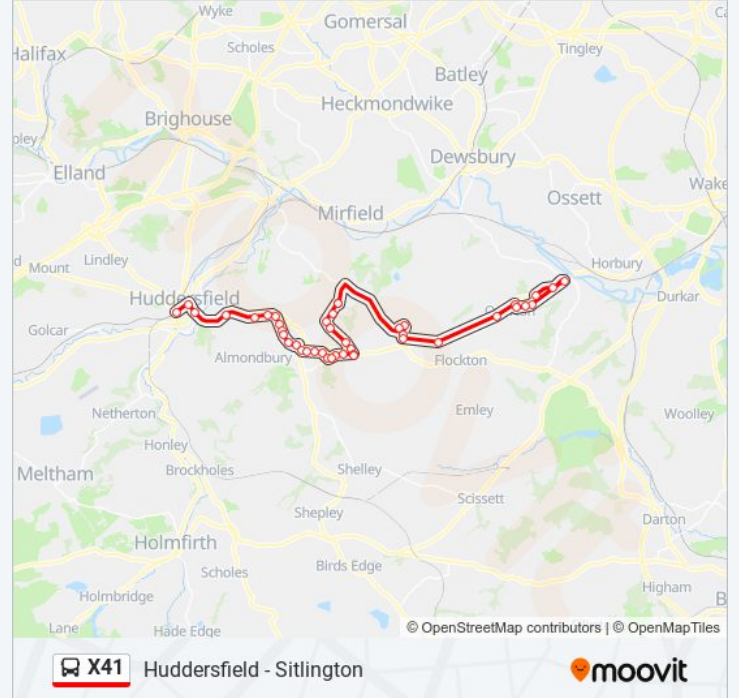 Wyke
Gomersal
Halifax
Scholes
Tingley
Batley
Heckmondwike
Brighouse
Dewsbury
Elland
Ossett
Mirfield
Lindley
Mount
Horbury
Huddersfield
Durkar
Golcar
Almondbury
Flockton
Netherton
Emley
Woolley
Honley
Meltham
Brockholes
Shelley
Scissett
Shepley
Darton
Holmfirth
Birds Edge
Scholes
Higham
Holmbridge
Lane
Hade Edge
© OpenStreetMap contributors | © OpenMapTiles
X41 Huddersfield - Sitlington
moovit